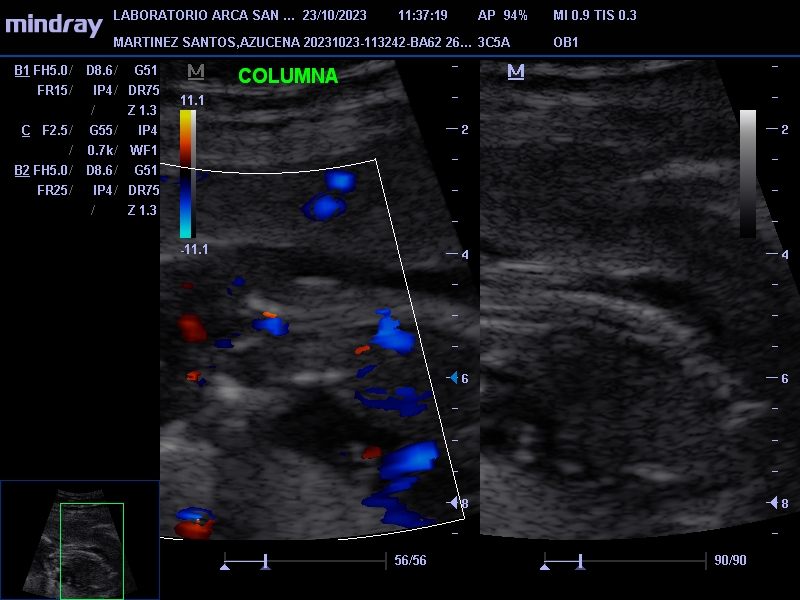 mindray
LABORATORIO ARCA SAN ... 23/10/2023 11:37:19 AP 94% MI 0.9 TIS 0.3
MARTINEZ SANTOS,AZUCENA 20231023-113242-BA62 26... 3C5A OB1
B1 FH5.0/ D8.6/ G51
FR15/ IP4/ DR75
/ Z 1.3
C F2.5/ G55/ IP4
/ 0.7k/ WF1
B2 FH5.0/ D8.6/ G51
FR25/ IP4/ DR75
/ Z 1.3
M
COLUMNA
M
11.1
-11.1
2
4
6
8
2
4
6
8
56/56
90/90